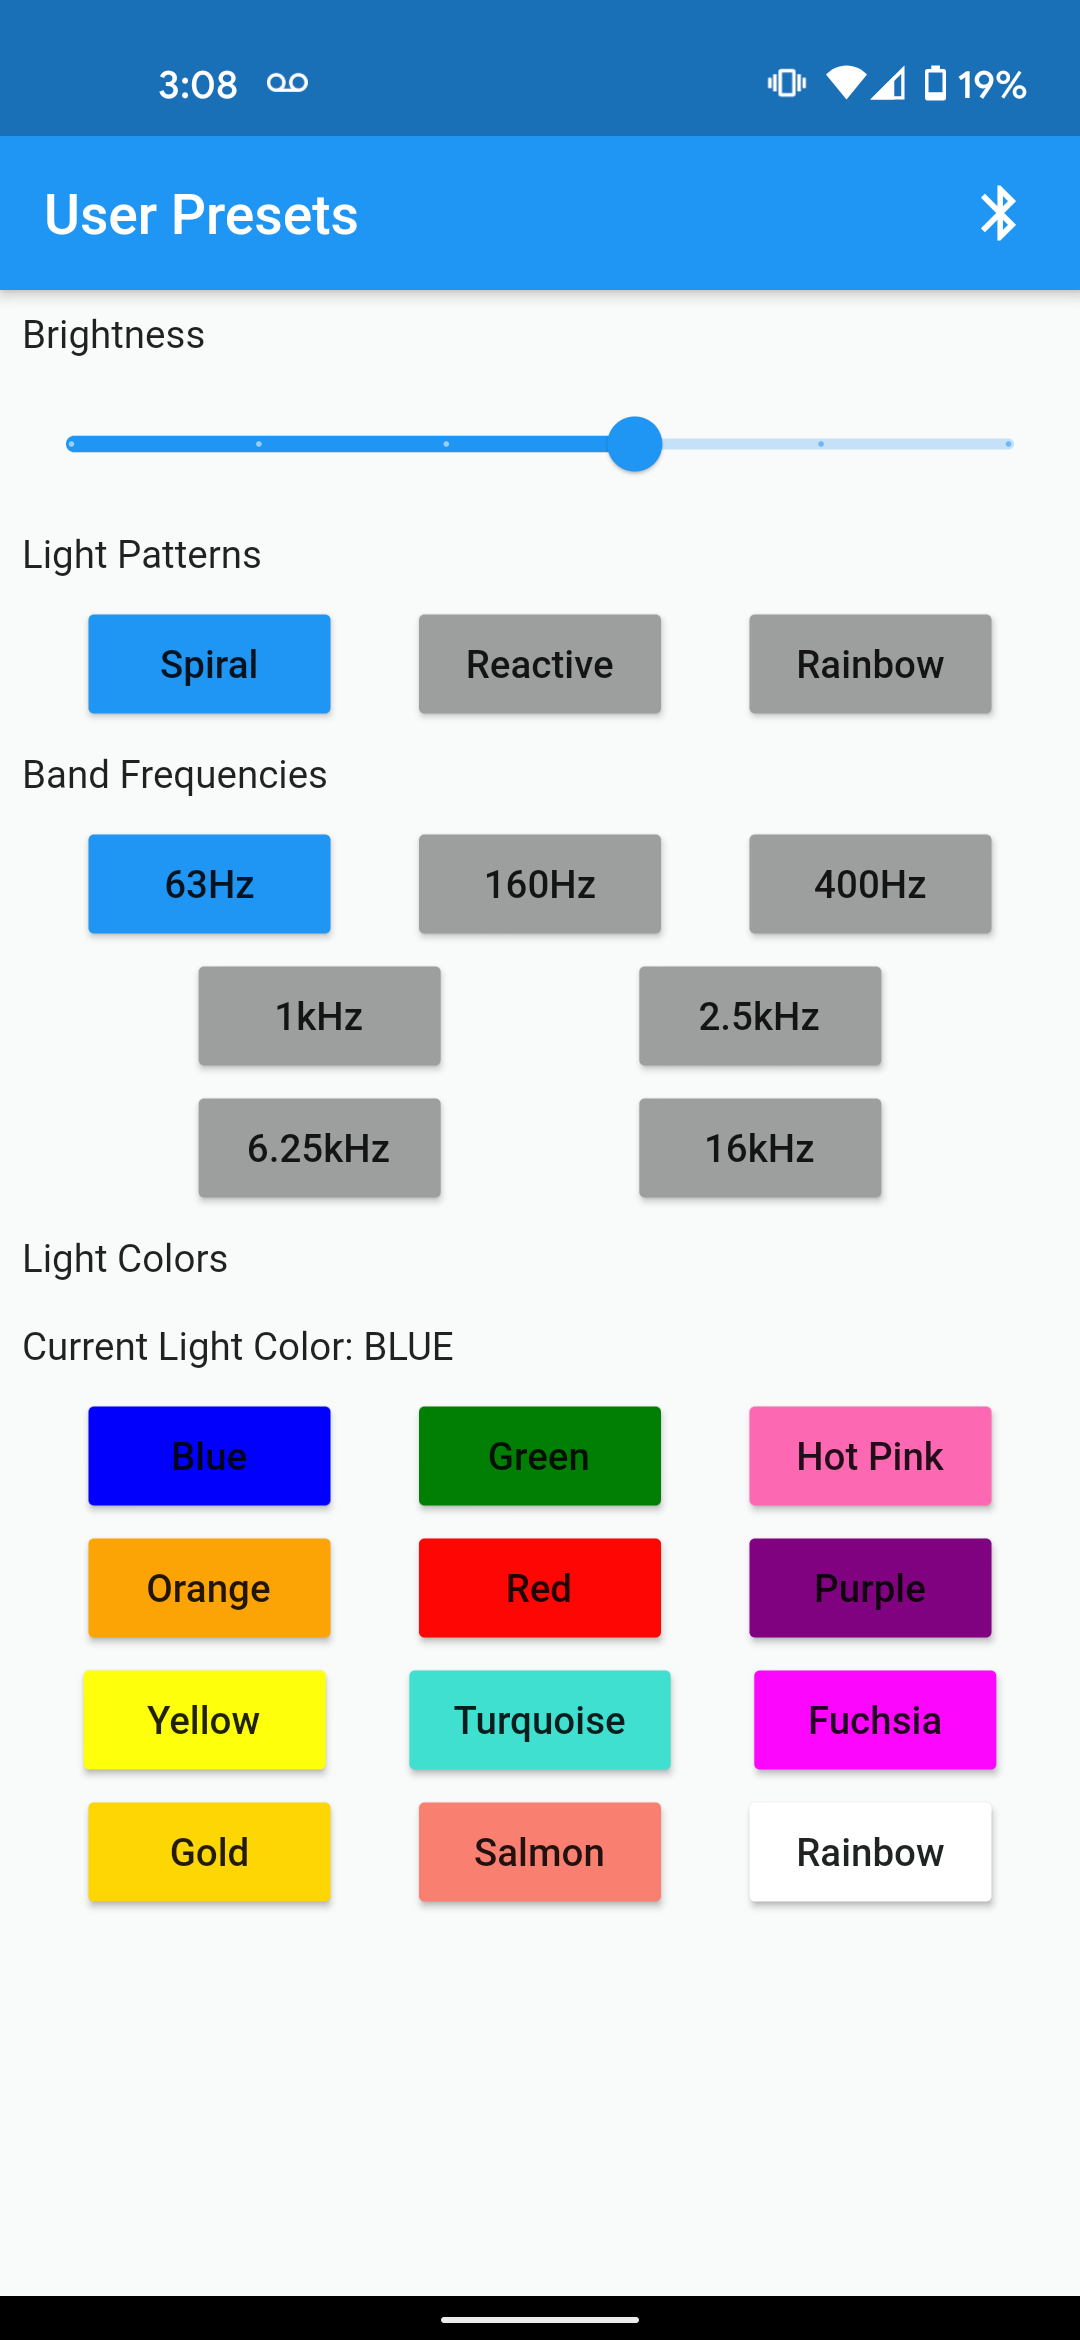 3:08 19%
User Presets
Brightness
Light Patterns
Spiral Reactive Rainbow
Band Frequencies
63Hz 160Hz 400Hz
1kHz 2.5kHz
6.25kHz 16kHz
Light Colors
Current Light Color: BLUE
Blue Green Hot Pink
Orange Red Purple
Yellow Turquoise Fuchsia
Gold Salmon Rainbow